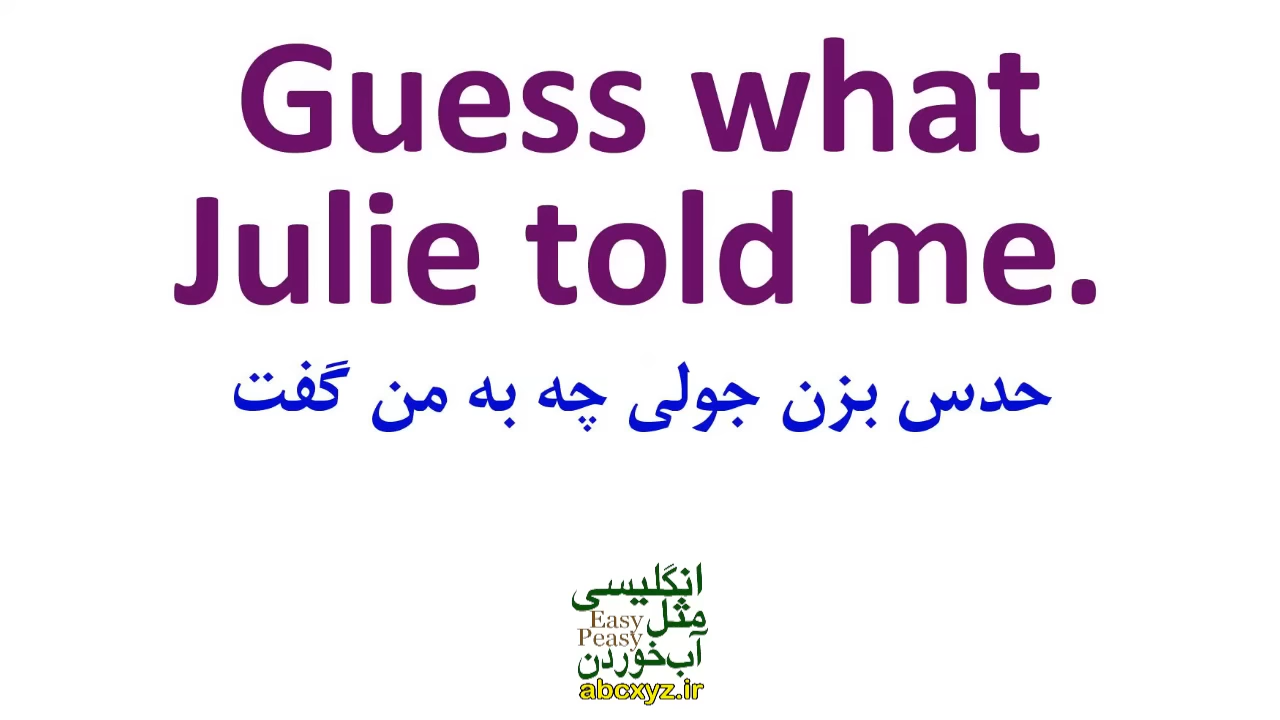 Guess what
Julie told me.
حدس بزن جولی چه به من گفت
انگلیسی
مثل Easy
Peasy
آب‌خوردن
abcxyz.ir